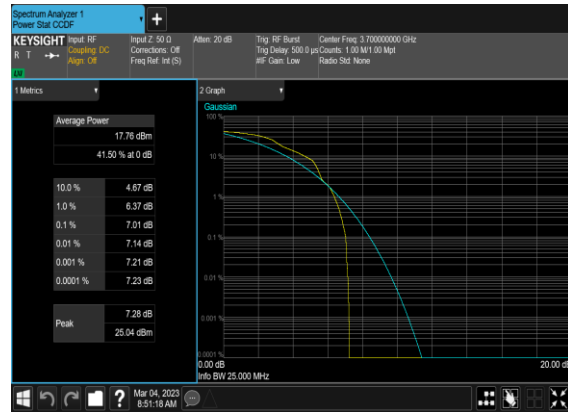 Spectrum Analyzer 1
Power Stat CCDF
+
KEYSIGHT
R T
LXI
Input: RF
Coupling: DC
Align: Off
Input Z: 50 Ω
Corrections: Off
Freq Ref: Int (S)
Atten: 20 dB
Trig: RF Burst
Trig Delay: 500.0 µs
#IF Gain: Low
Center Freq: 3.700000000 GHz
Counts: 1.00 M/1.00 Mpt
Radio Std: None
1 Metrics
Average Power
17.76 dBm
41.50 % at 0 dB
10.0 % 4.67 dB
1.0 % 6.37 dB
0.1 % 7.01 dB
0.01 % 7.14 dB
0.001 % 7.21 dB
0.0001 % 7.23 dB
Peak
7.28 dB
25.04 dBm
2 Graph
Gaussian
100 %
10 %
1 %
0.1 %
0.01 %
0.001 %
0.0001 %
0.00 dB 20.00 dB
Info BW 25.000 MHz
?
Mar 04, 2023
8:51:18 AM